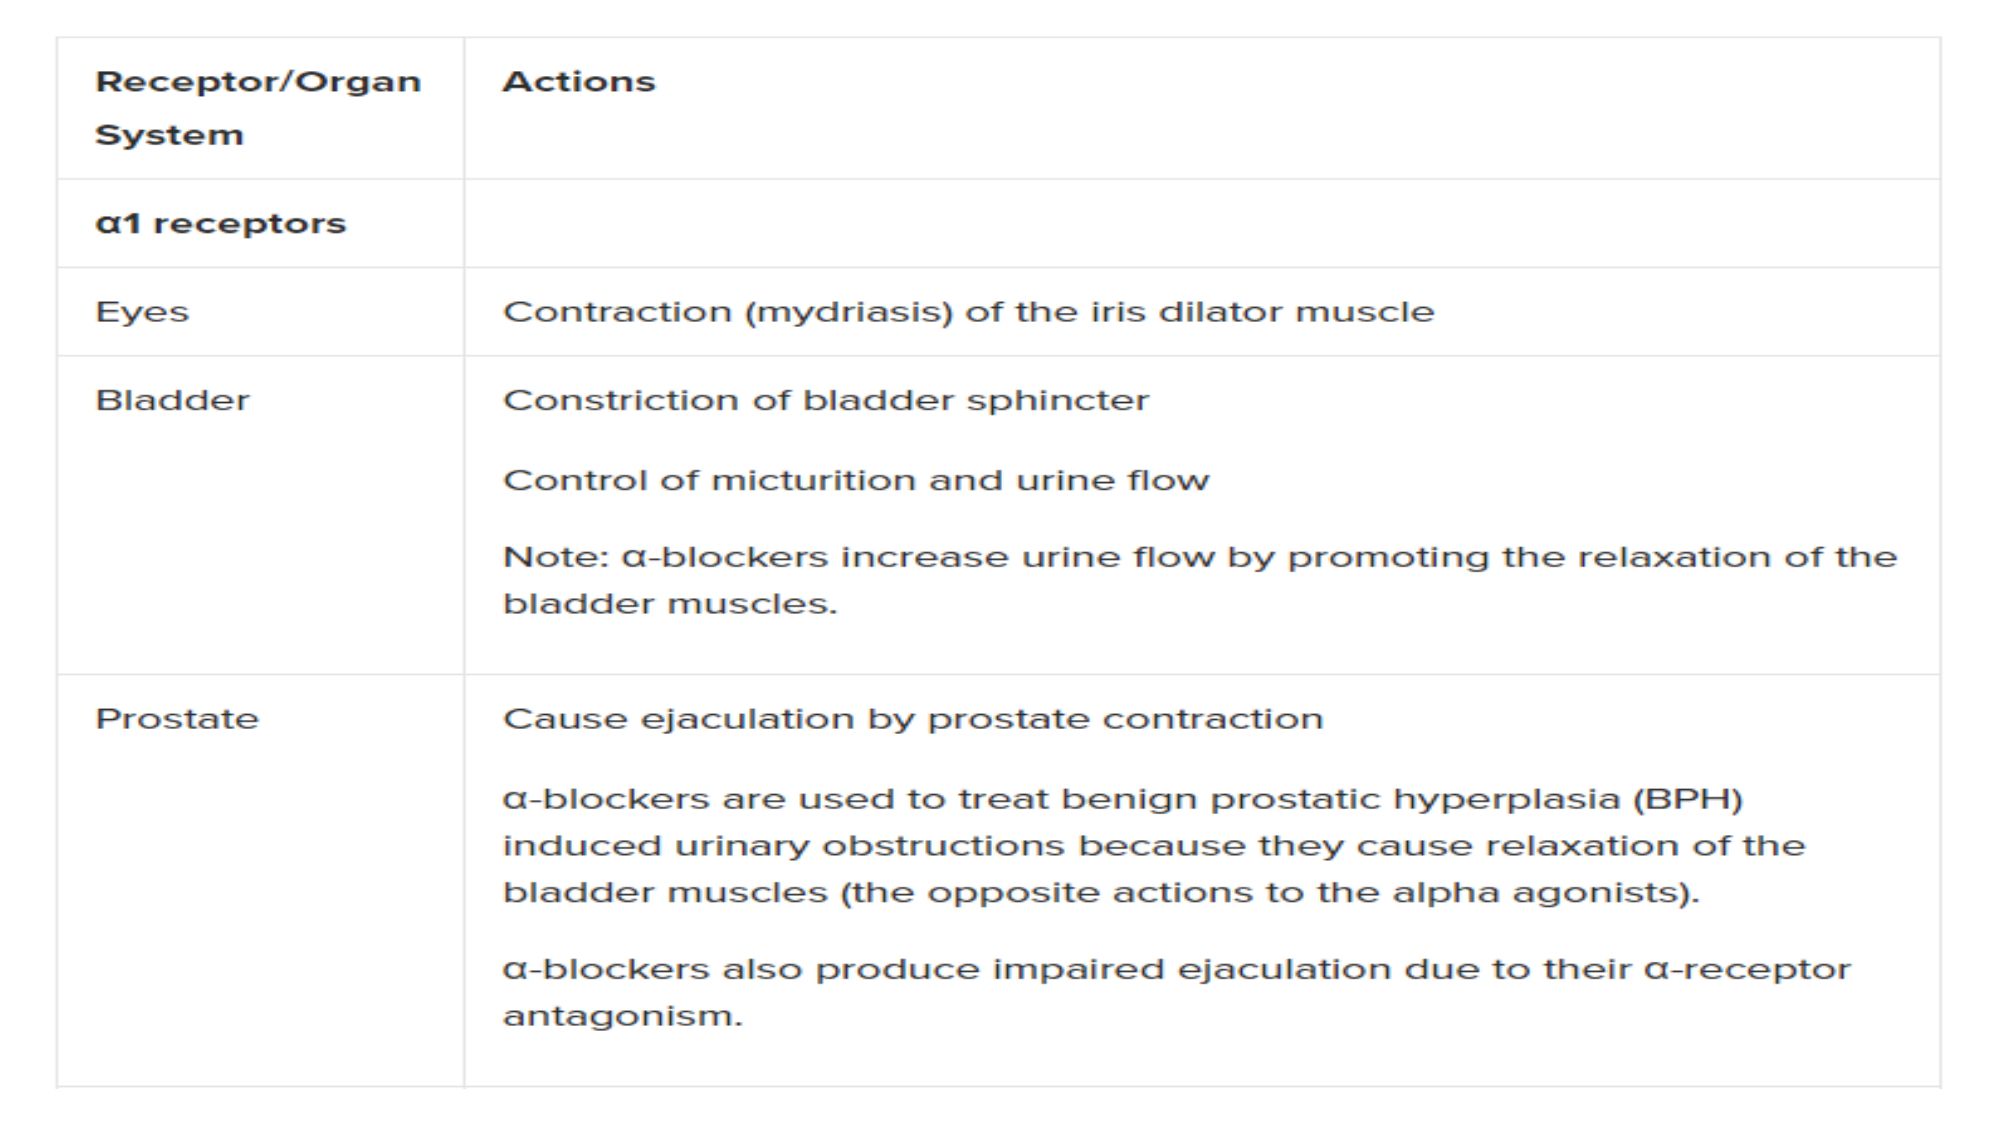 Receptor/Organ System
Actions
α1 receptors
Eyes
Contraction (mydriasis) of the iris dilator muscle
Bladder
Constriction of bladder sphincter
Control of micturition and urine flow
Note: α-blockers increase urine flow by promoting the relaxation of the
bladder muscles.
Prostate
Cause ejaculation by prostate contraction
α-blockers are used to treat benign prostatic hyperplasia (BPH)
induced urinary obstructions because they cause relaxation of the
bladder muscles (the opposite actions to the alpha agonists).
α-blockers also produce impaired ejaculation due to their α-receptor
antagonism.